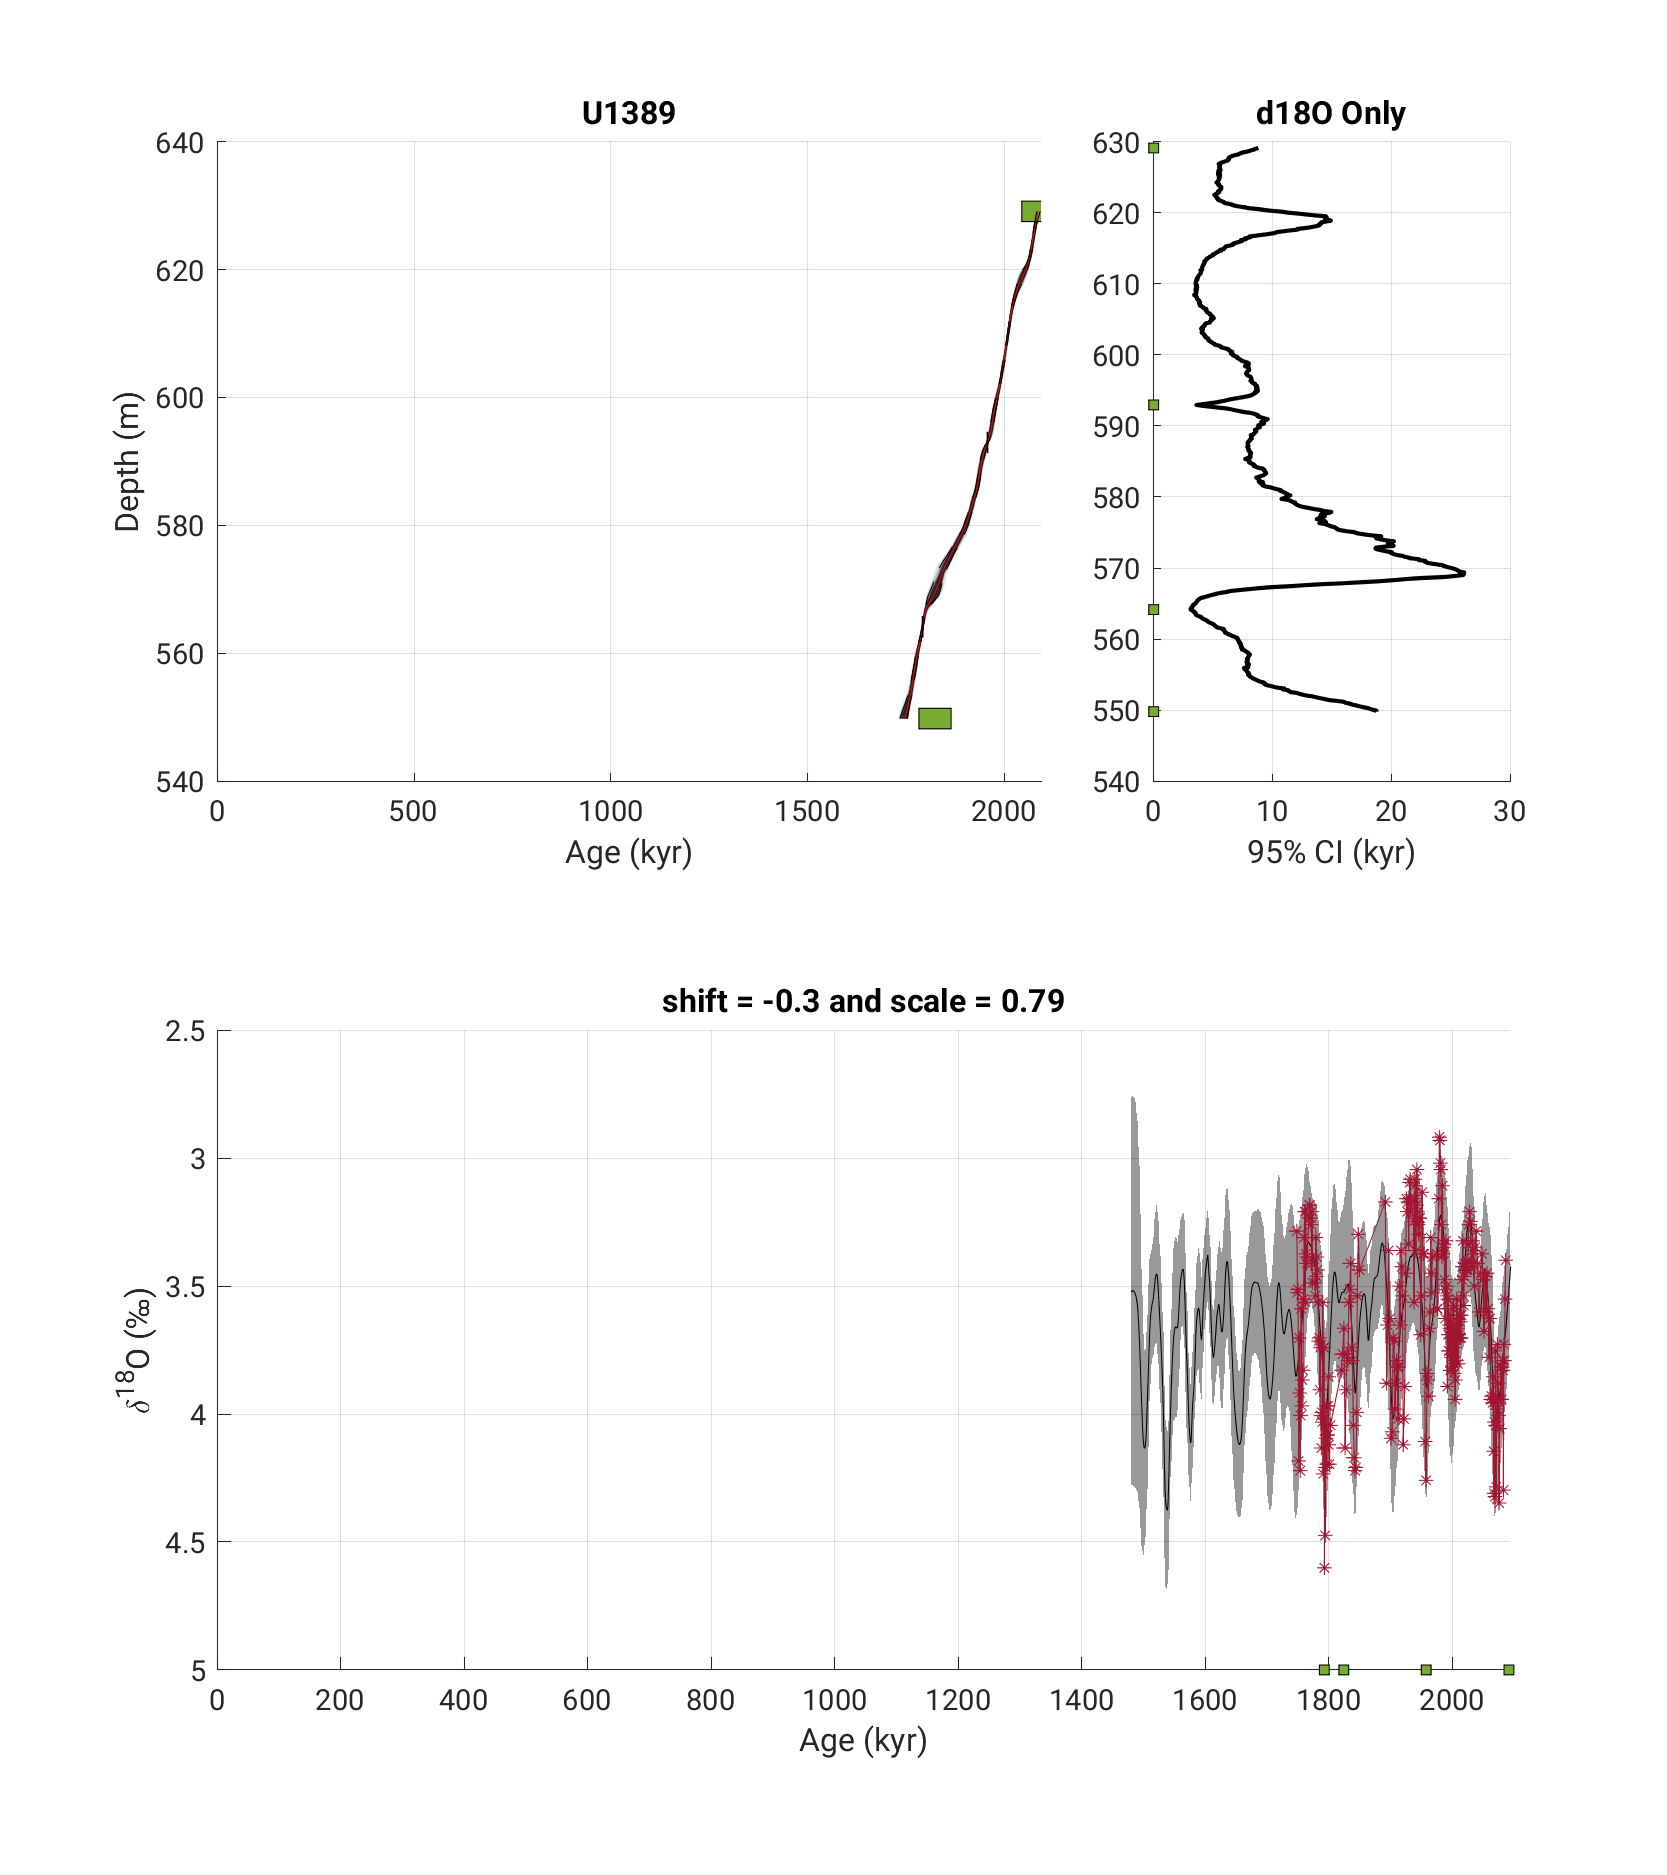 U1389
d18O Only
640
620
600
580
560
540
Depth (m)
0 500 1000 1500 2000
Age (kyr)
630
620
610
600
590
580
570
560
550
540
0 10 20 30
95% CI (kyr)
shift = -0.3 and scale = 0.79
2.5
3
3.5
4
4.5
5
δ18O (‰)
0 200 400 600 800 1000 1200 1400 1600 1800 2000
Age (kyr)